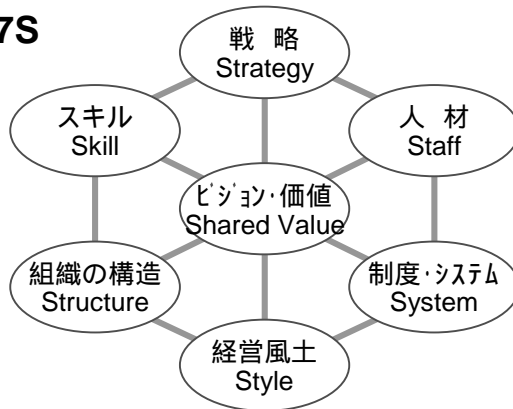 7S
戦 略
Strategy
スキル
Skill
人 材
Staff
ﾋﾞｼﾞｮﾝ･価値
Shared Value
組織の構造
Structure
制度･ｼｽﾃﾑ
System
経営風土
Style